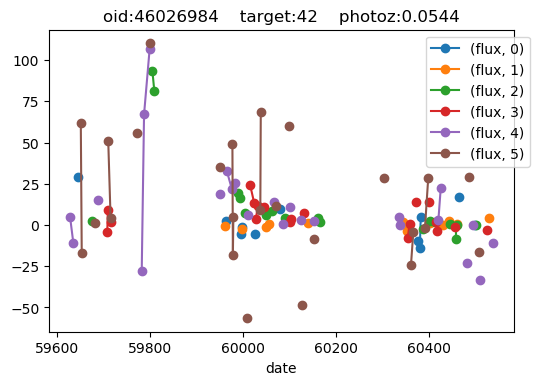 oid:46026984    target:42    photoz:0.0544
(flux, 0)
(flux, 1)
(flux, 2)
(flux, 3)
(flux, 4)
(flux, 5)
100
75
50
25
0
−25
−50
59600 59800 60000 60200 60400
date